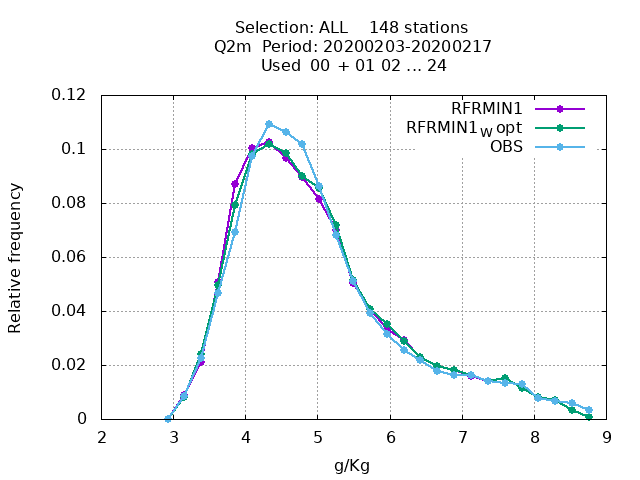 Selection: ALL    148 stations
Q2m  Period: 20200203-20200217
Used  00  + 01 02 ... 24
RFRMIN1
RFRMIN1W opt
OBS
Relative frequency
0.12
0.1
0.08
0.06
0.04
0.02
0
2 3 4 5 6 7 8 9
g/Kg